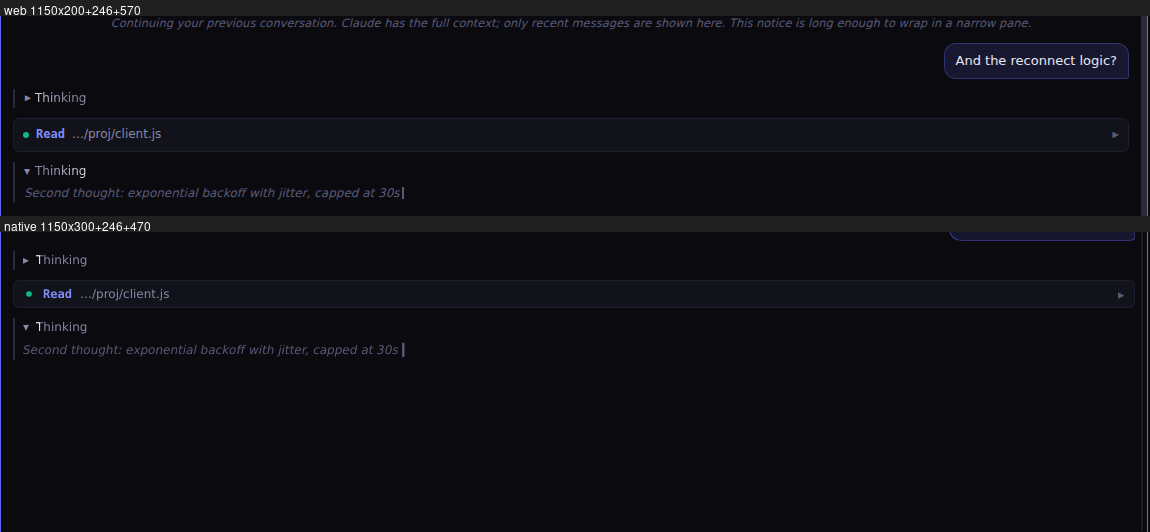 web 1150x200+246+570
Continuing your previous conversation. Claude has the full context; only recent messages are shown here. This notice is long enough to wrap in a narrow pane.
And the reconnect logic?
▸ Thinking
Read …/proj/client.js ▸
▾ Thinking
Second thought: exponential backoff with jitter, capped at 30s
native 1150x300+246+470
▸ Thinking
Read …/proj/client.js ▸
▾ Thinking
Second thought: exponential backoff with jitter, capped at 30s